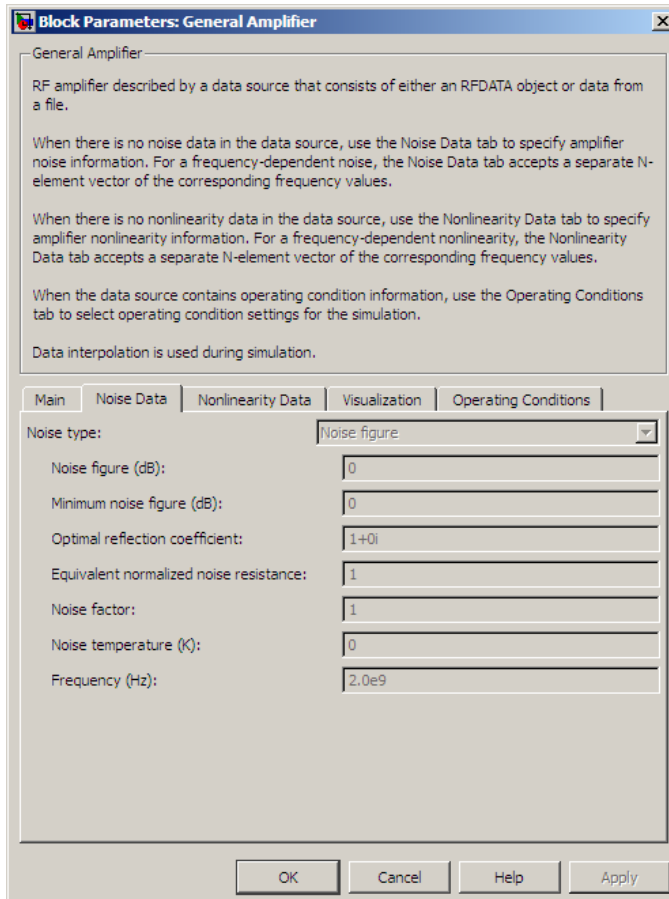 Block Parameters: General Amplifier
General Amplifier
RF amplifier described by a data source that consists of either an RFDATA object or data from
a file.
When there is no noise data in the data source, use the Noise Data tab to specify amplifier
noise information. For a frequency-dependent noise, the Noise Data tab accepts a separate N-
element vector of the corresponding frequency values.
When there is no nonlinearity data in the data source, use the Nonlinearity Data tab to specify
amplifier nonlinearity information. For a frequency-dependent nonlinearity, the Nonlinearity
Data tab accepts a separate N-element vector of the corresponding frequency values.
When the data source contains operating condition information, use the Operating Conditions
tab to select operating condition settings for the simulation.
Data interpolation is used during simulation.
Main Noise Data Nonlinearity Data Visualization Operating Conditions
Noise type: Noise figure
Noise figure (dB): 0
Minimum noise figure (dB): 0
Optimal reflection coefficient: 1+0i
Equivalent normalized noise resistance: 1
Noise factor: 1
Noise temperature (K): 0
Frequency (Hz): 2.0e9
OK Cancel Help Apply